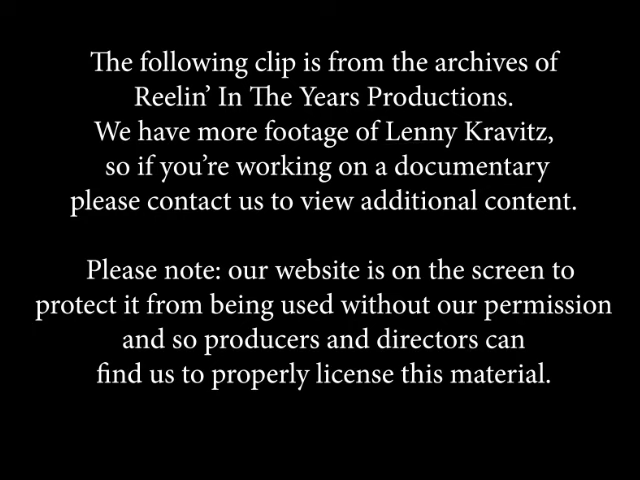 The following clip is from the archives of
Reelin’ In The Years Productions.
We have more footage of Lenny Kravitz,
so if you’re working on a documentary
please contact us to view additional content.
Please note: our website is on the screen to
protect it from being used without our permission
and so producers and directors can
find us to properly license this material.